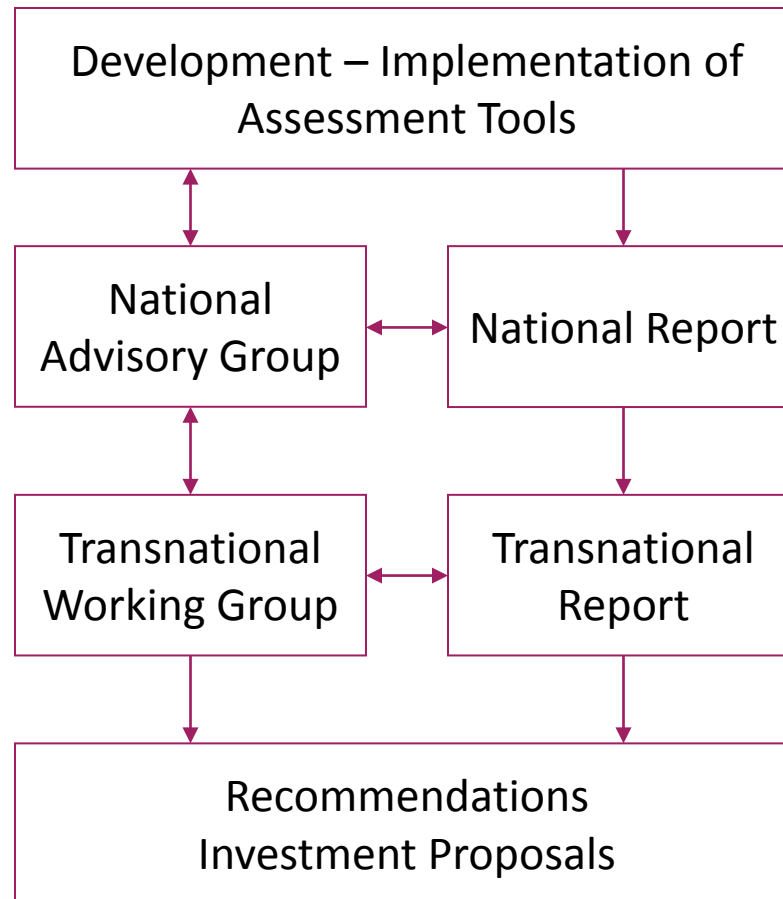 Development – Implementation of
Assessment Tools
National
Advisory Group
National Report
Transnational
Working Group
Transnational
Report
Recommendations
Investment Proposals